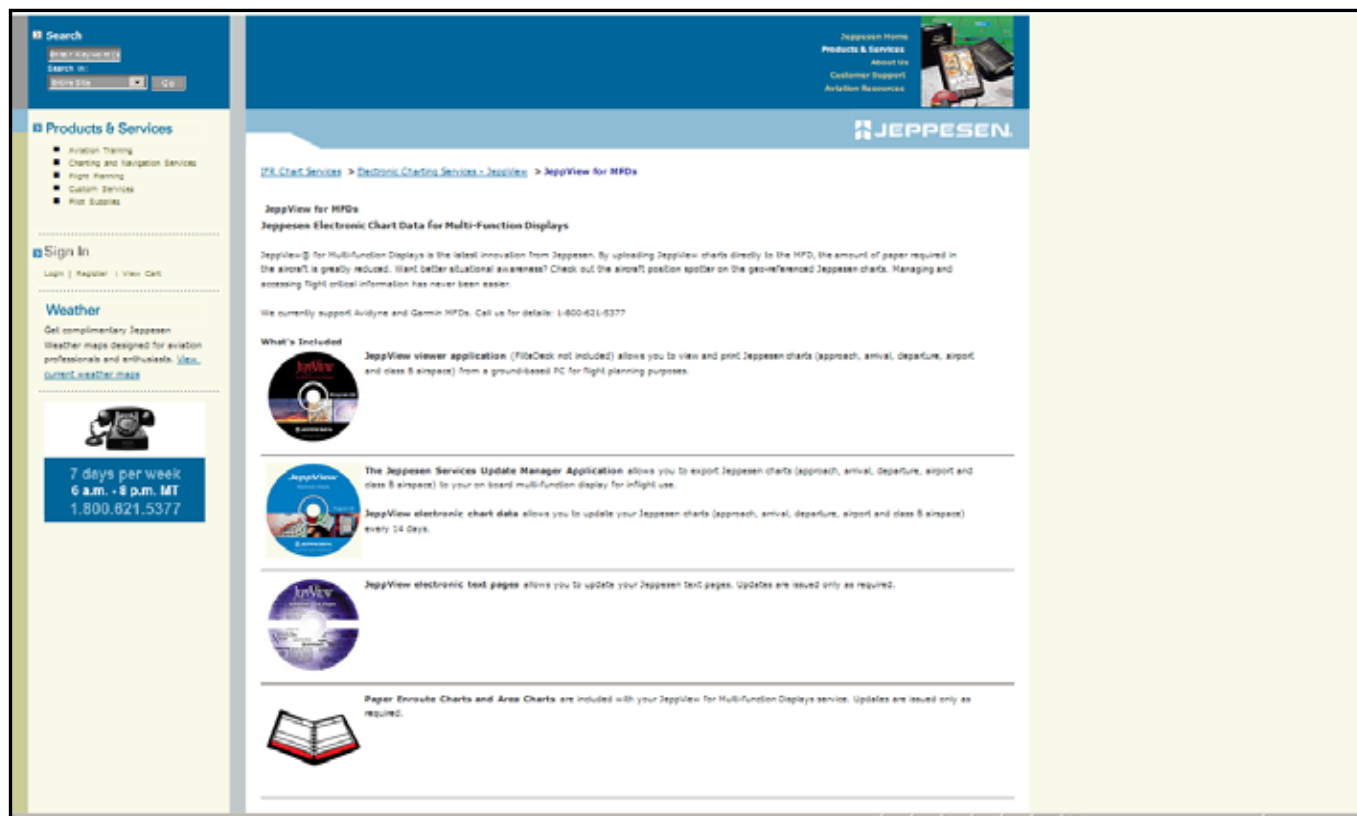 Search
Enter Keyword(s)
Search in:
Entire Site
Go
Jeppesen Home
Products & Services
About Us
Customer Support
Aviation Resources
JEPPESEN.
Products & Services
Aviation Training
Charting and Navigation Services
Flight Planning
Custom Services
Pilot Supplies
Sign In
Login | Register | View Cart
Weather
Get complimentary Jeppesen
Weather maps designed for aviation
professionals and enthusiasts. View
current weather maps
7 days per week
6 a.m. - 8 p.m. MT
1.800.621.5377
IFR Chart Services > Electronic Charting Services - JeppView > JeppView for MFDs
JeppView for MFDs
Jeppesen Electronic Chart Data for Multi-Function Displays
JeppView® for Multi-Function Displays is the latest innovation from Jeppesen. By uploading JeppView charts directly to the MFD, the amount of paper required in
the aircraft is greatly reduced. Want better situational awareness? Check out the aircraft position spotter on the geo-referenced Jeppesen charts. Managing and
accessing flight critical information has never been easier.
We currently support Avidyne and Garmin MFDs. Call us for details: 1-800-621-5377
What's Included
JeppView viewer application (FliteDeck not included) allows you to view and print Jeppesen charts (approach, arrival, departure, airport
and class B airspace) from a ground-based PC for flight planning purposes.
JeppView
JEPPESEN
The Jeppesen Services Update Manager Application allows you to export Jeppesen charts (approach, arrival, departure, airport and
class B airspace) to your on board multi-function display for inflight use.
JeppView electronic chart data allows you to update your Jeppesen charts (approach, arrival, departure, airport and class B airspace)
every 14 days.
JeppView
JEPPESEN
JeppView electronic text pages allows you to update your Jeppesen text pages. Updates are issued only as required.
JeppView
JEPPESEN
Paper Enroute Charts and Area Charts are included with your JeppView for Multi-Function Displays service. Updates are issued only as
required.